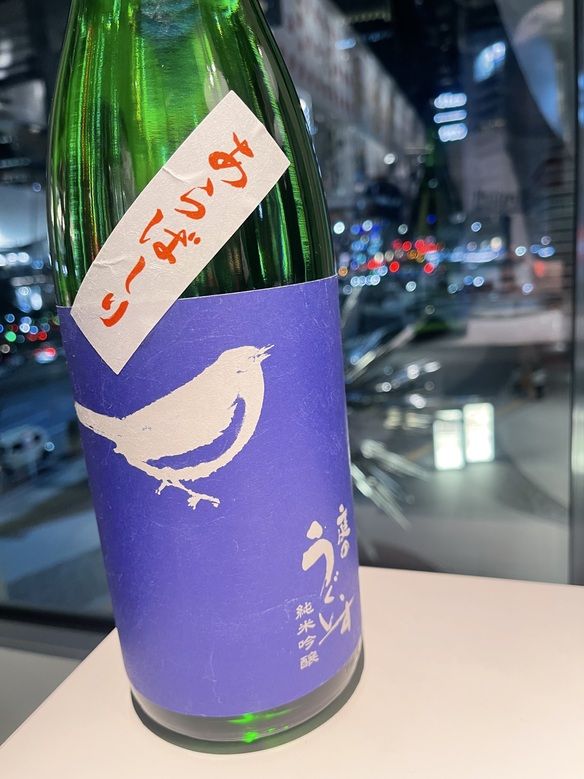 あらばしり
庭の
うぐいす
純米吟醸